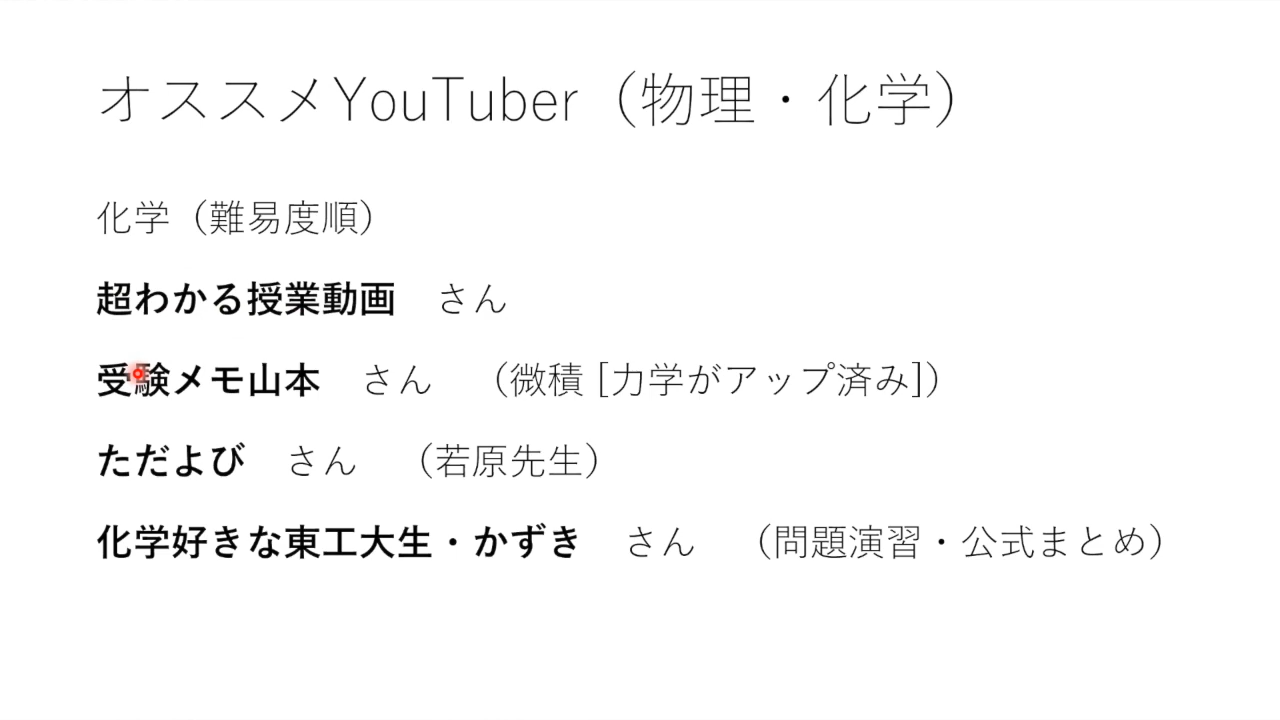 オススメYouTuber（物理・化学）
化学（難易度順）
超わかる授業動画　さん
受験メモ山本　さん　（微積 [力学がアップ済み]）
ただよび　さん　（若原先生）
化学好きな東工大生・かずき　さん　（問題演習・公式まとめ）